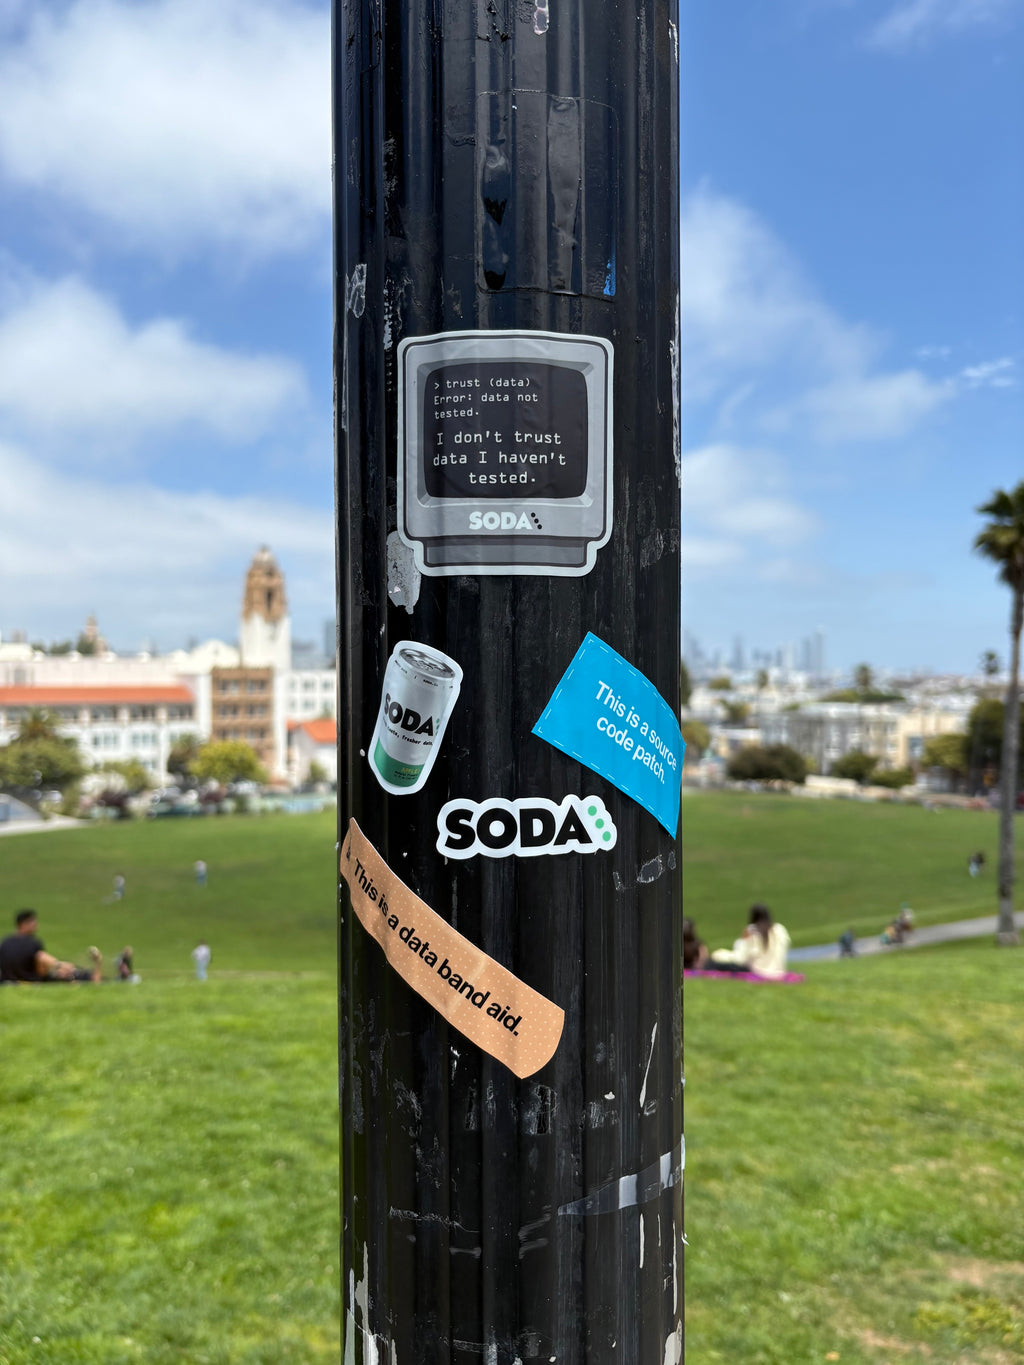 > trust (data)
Error: data not
tested.
I don't trust
data I haven't
tested.
SODA
SODA
This is a source
code patch.
SODA
This is a data band aid.